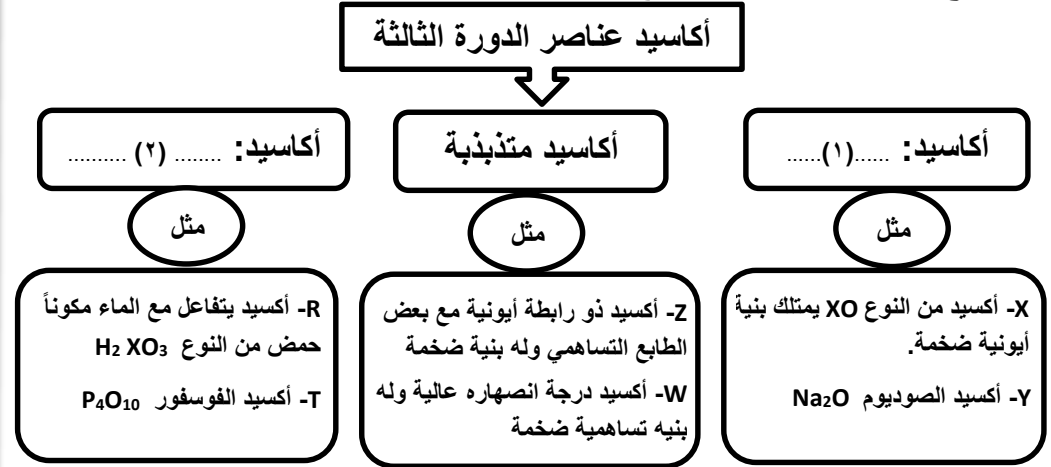 أكاسيد عناصر الدورة الثالثة
أكاسيد: ......(١)......
أكاسيد متذبذبة
أكاسيد: ........ (٢) ..........
مثل
مثل
مثل
X- أكسيد من النوع XO يمتلك بنية
أيونية ضخمة.
Y- أكسيد الصوديوم Na₂O
Z- أكسيد ذو رابطة أيونية مع بعض
الطابع التساهمي وله بنية ضخمة
W- أكسيد درجة انصهاره عالية وله
بنيه تساهمية ضخمة
R- أكسيد يتفاعل مع الماء مكوناً
حمض من النوع H₂ XO₃
T- أكسيد الفوسفور P₄O₁₀